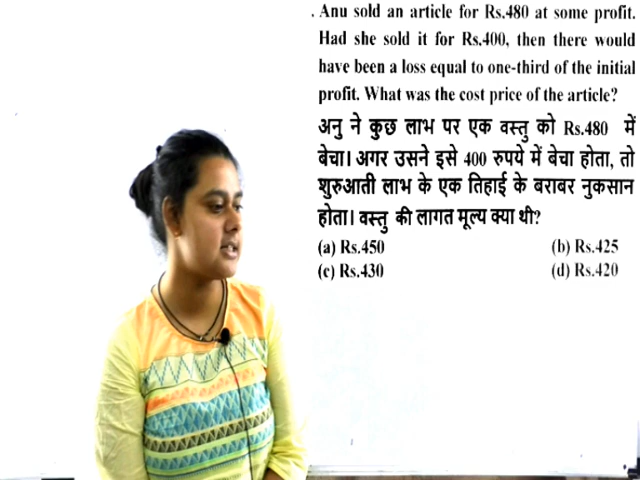 . Anu sold an article for Rs.480 at some profit.
Had she sold it for Rs.400, then there would
have been a loss equal to one-third of the initial
profit. What was the cost price of the article?
अनु ने कुछ लाभ पर एक वस्तु को Rs.480 में
बेचा। अगर उसने इसे 400 रुपये में बेचा होता, तो
शुरुआती लाभ के एक तिहाई के बराबर नुकसान
होता। वस्तु की लागत मूल्य क्या थी?
(a) Rs.450 (b) Rs.425
(c) Rs.430 (d) Rs.420